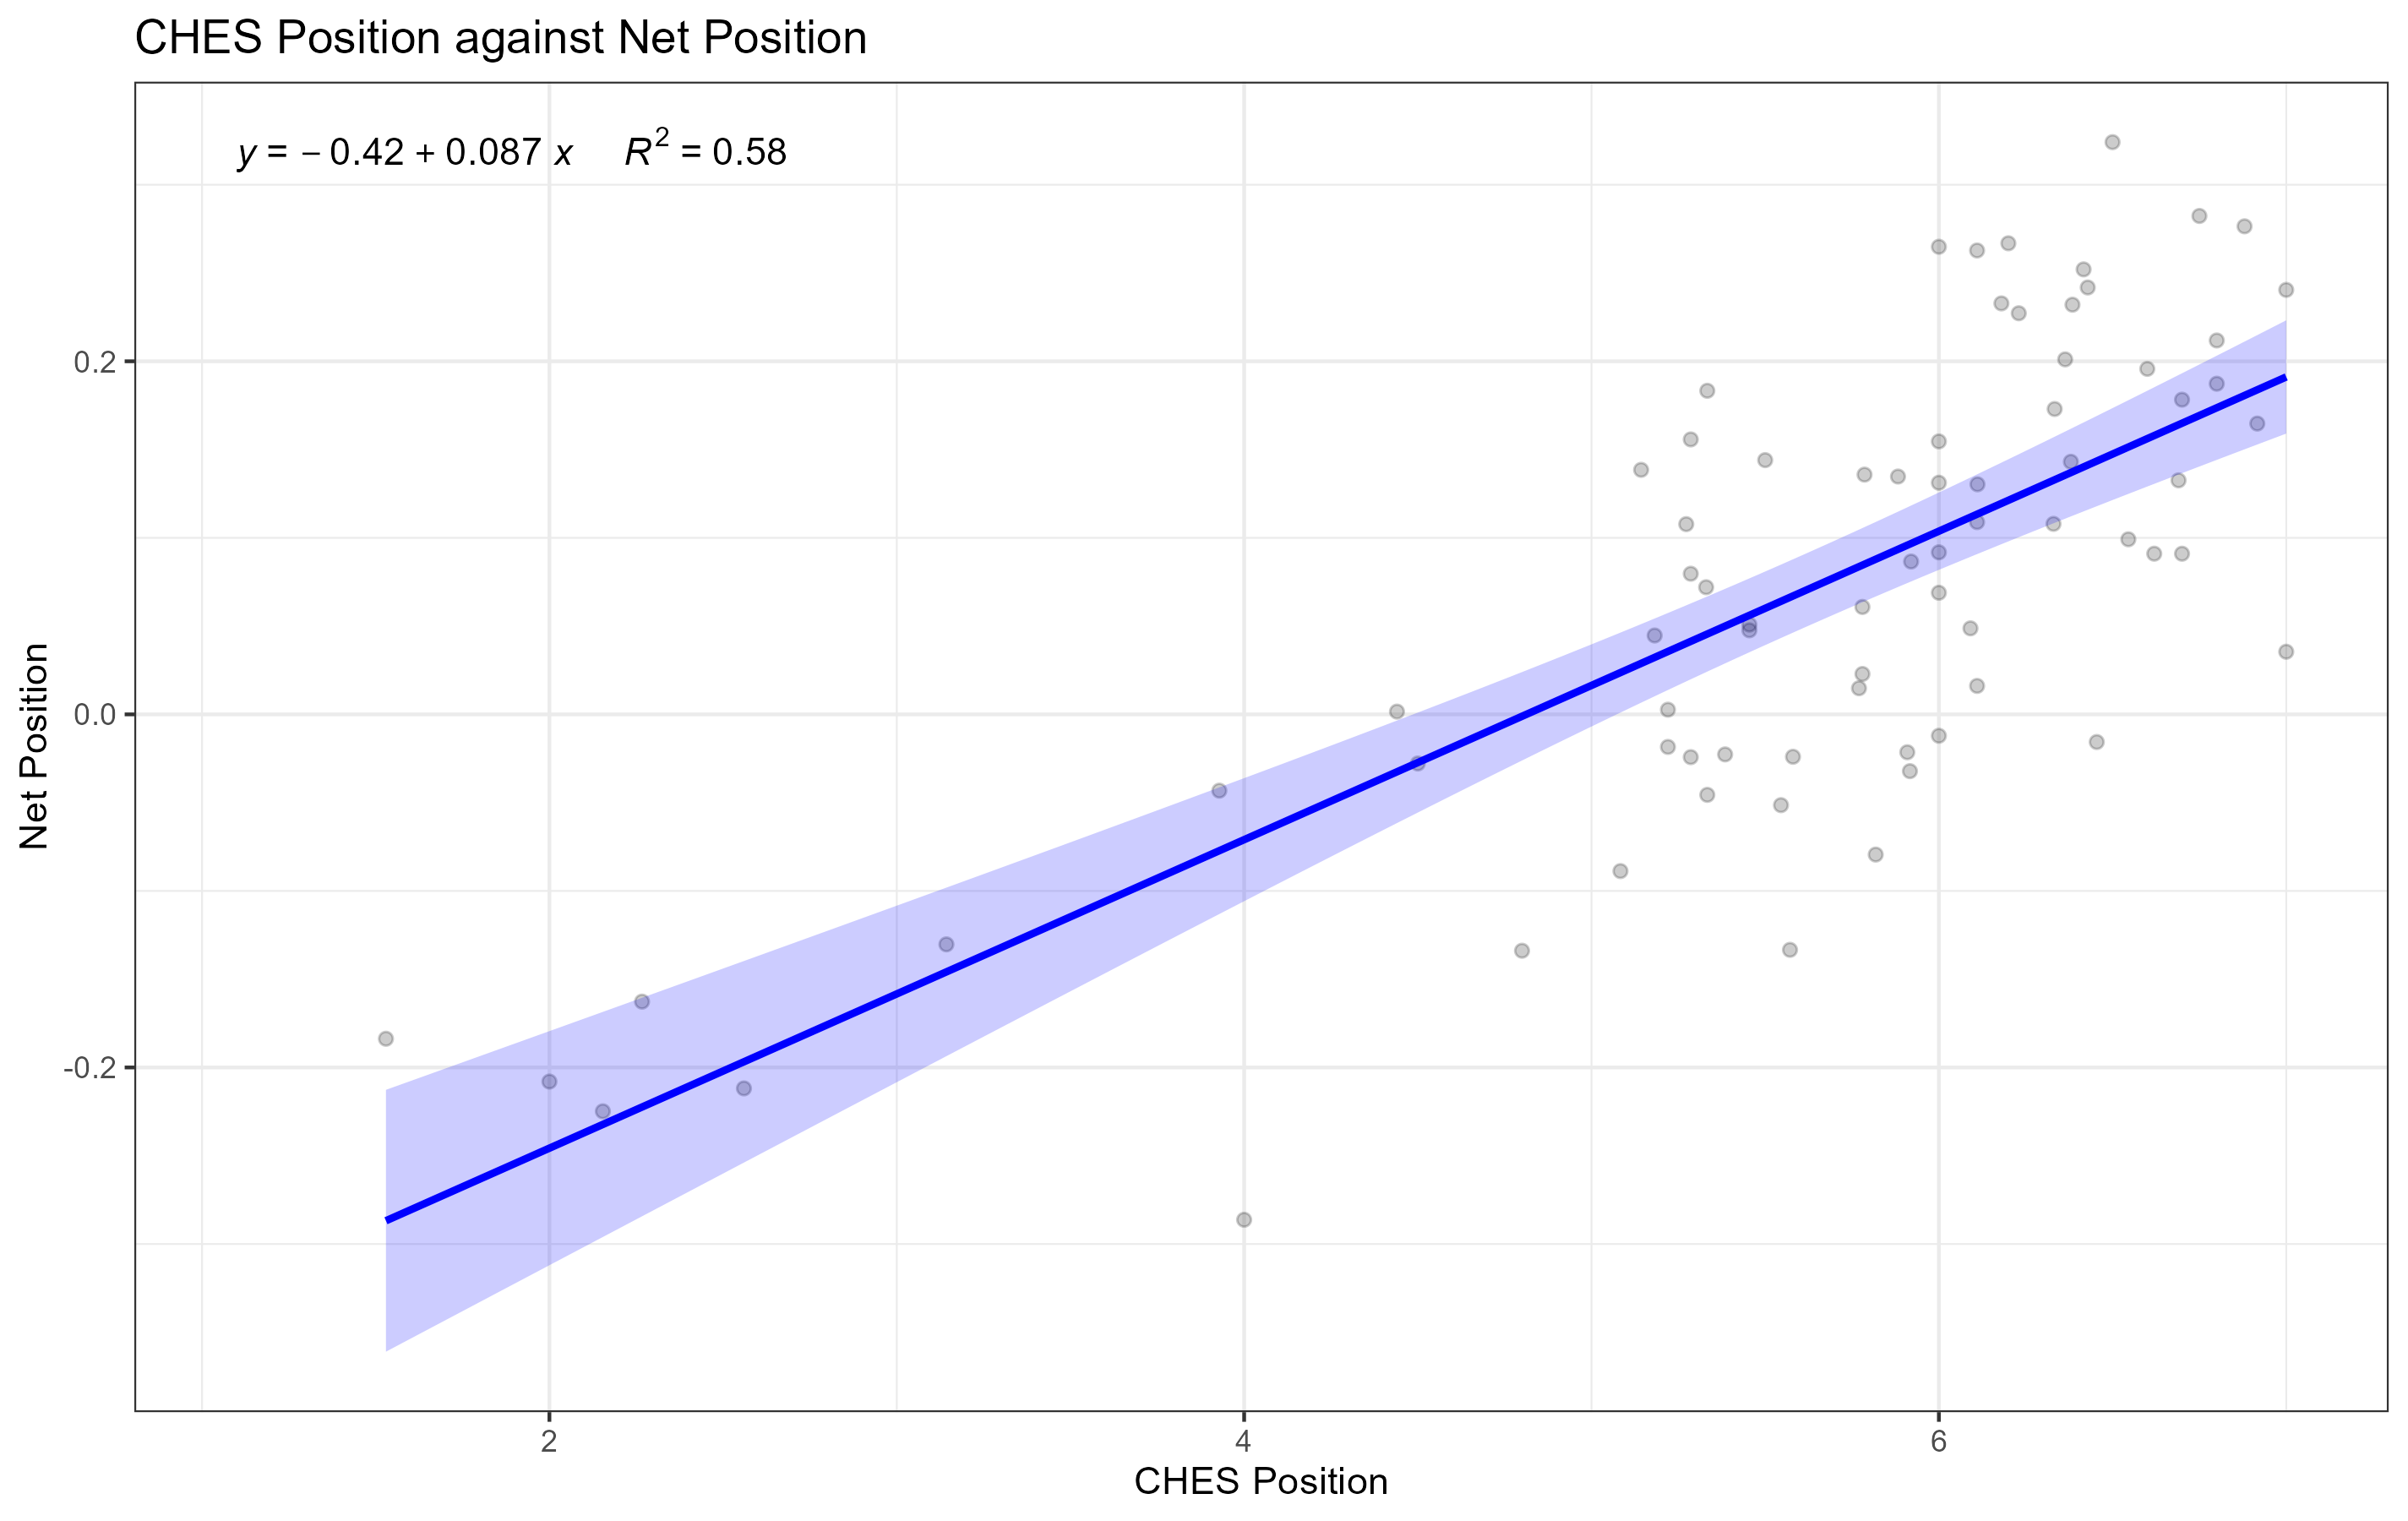 CHES Position against Net Position
y = − 0.42 + 0.087 x R² = 0.58
0.2
0.0
-0.2
Net Position
2 4 6
CHES Position